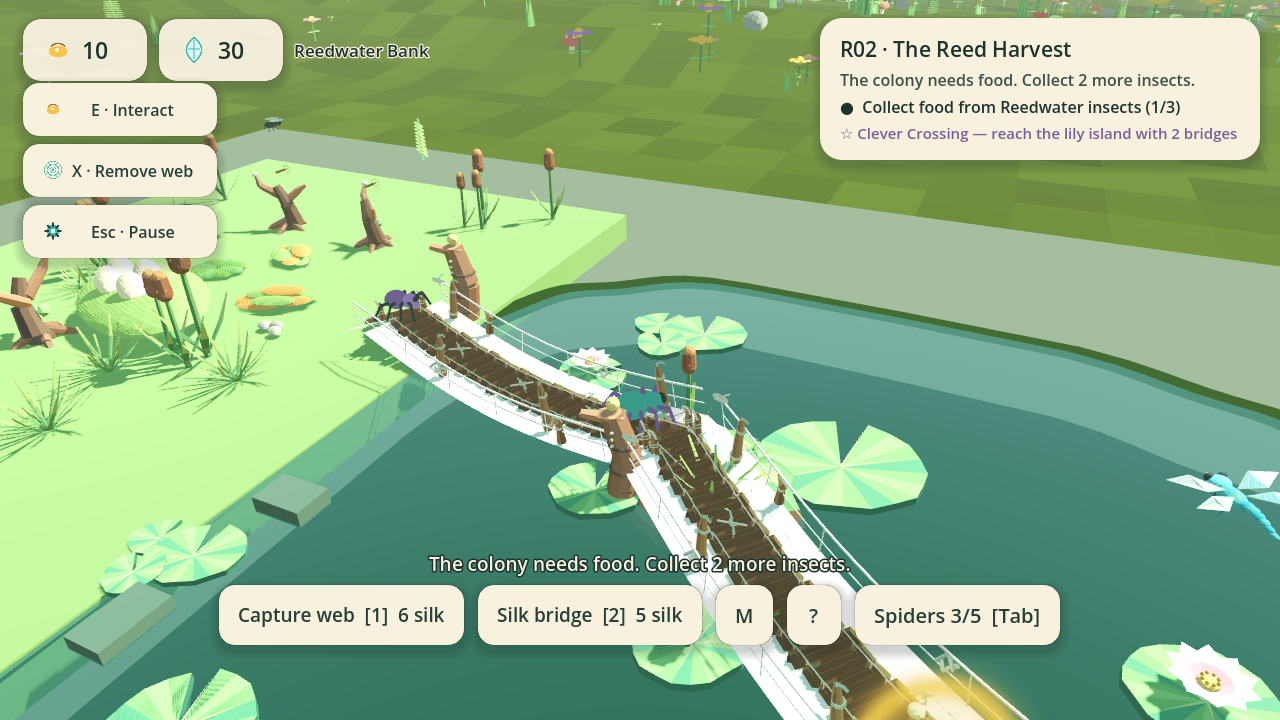 10
30
Reedwater Bank
E · Interact
X · Remove web
Esc · Pause
R02 · The Reed Harvest
The colony needs food. Collect 2 more insects.
● Collect food from Reedwater insects (1/3)
☆ Clever Crossing — reach the lily island with 2 bridges
The colony needs food. Collect 2 more insects.
Capture web [1] 6 silk
Silk bridge [2] 5 silk
M
?
Spiders 3/5 [Tab]